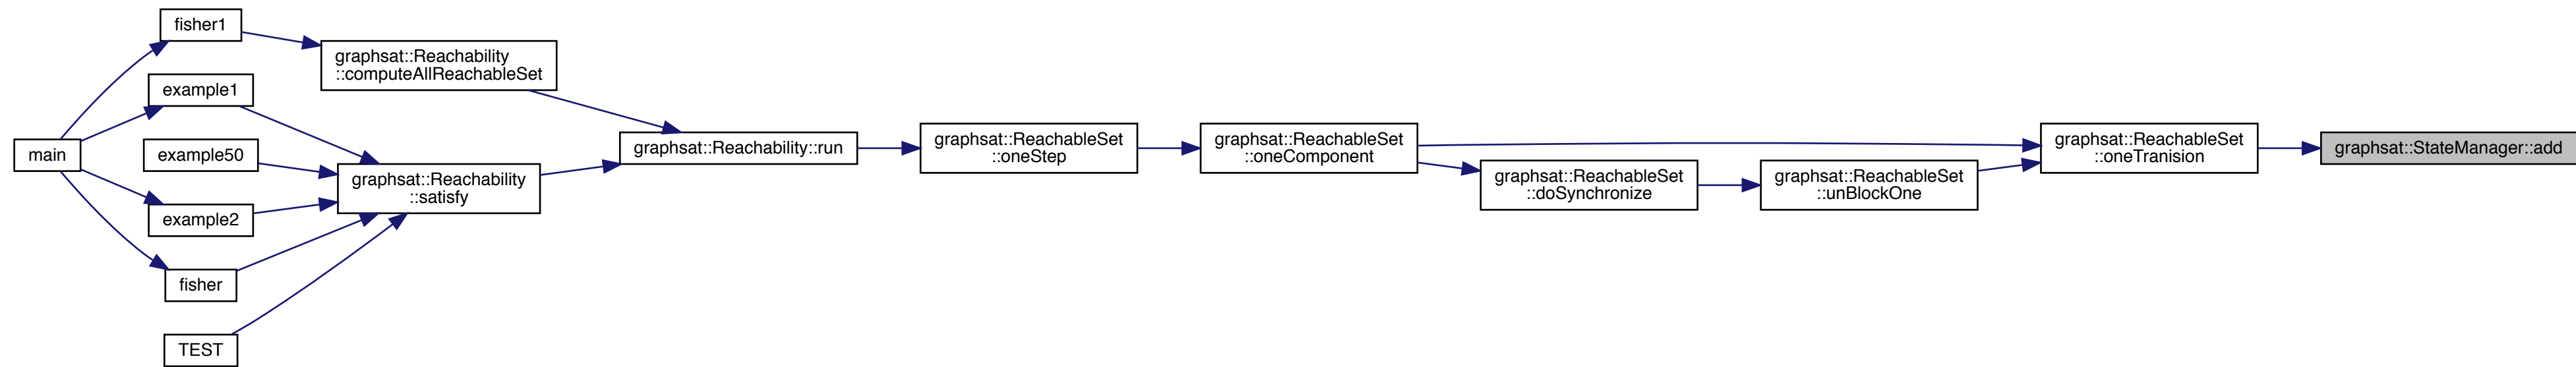 fisher1
graphsat::Reachability
::computeAllReachableSet
example1
main
example50
graphsat::Reachability
::satisfy
example2
fisher
TEST
graphsat::Reachability::run
graphsat::ReachableSet
::oneStep
graphsat::ReachableSet
::oneComponent
graphsat::ReachableSet
::doSynchronize
graphsat::ReachableSet
::unBlockOne
graphsat::ReachableSet
::oneTranision
graphsat::StateManager::add